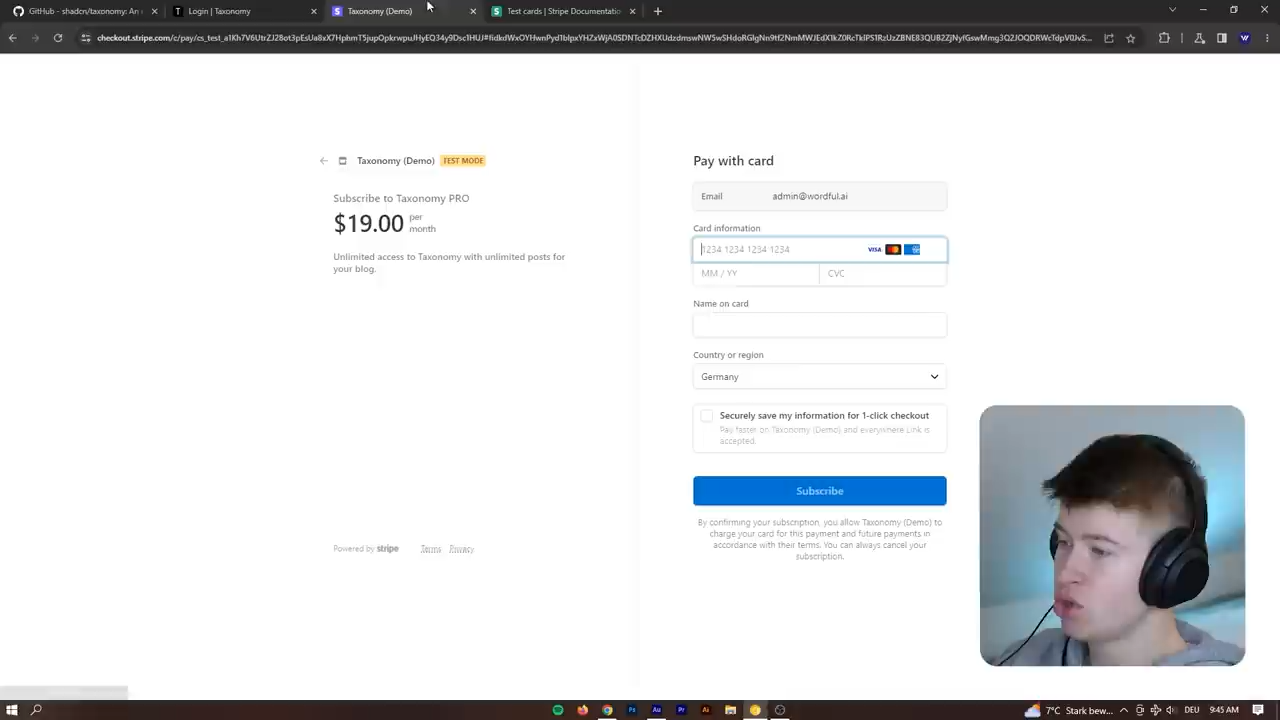 GitHub - shadcn/taxonomy: An
Login | Taxonomy
Taxonomy (Demo)
Test cards | Stripe Documentatio
Taxonomy (Demo) TEST MODE
Subscribe to Taxonomy PRO
$19.00 per month
Unlimited access to Taxonomy with unlimited posts for
your blog.
Powered by stripe Terms Privacy
Pay with card
Email admin@wordful.ai
Card information
1234 1234 1234 1234 VISA
MM / YY CVC
Name on card
Country or region
Germany
Securely save my information for 1-click checkout
Pay faster on Taxonomy (Demo) and everywhere Link is
accepted.
Subscribe
By confirming your subscription, you allow Taxonomy (Demo) to
charge your card for this payment and future payments in
accordance with their terms. You can always cancel your
subscription.
7°C Stark bew... DEU 9:45 AM